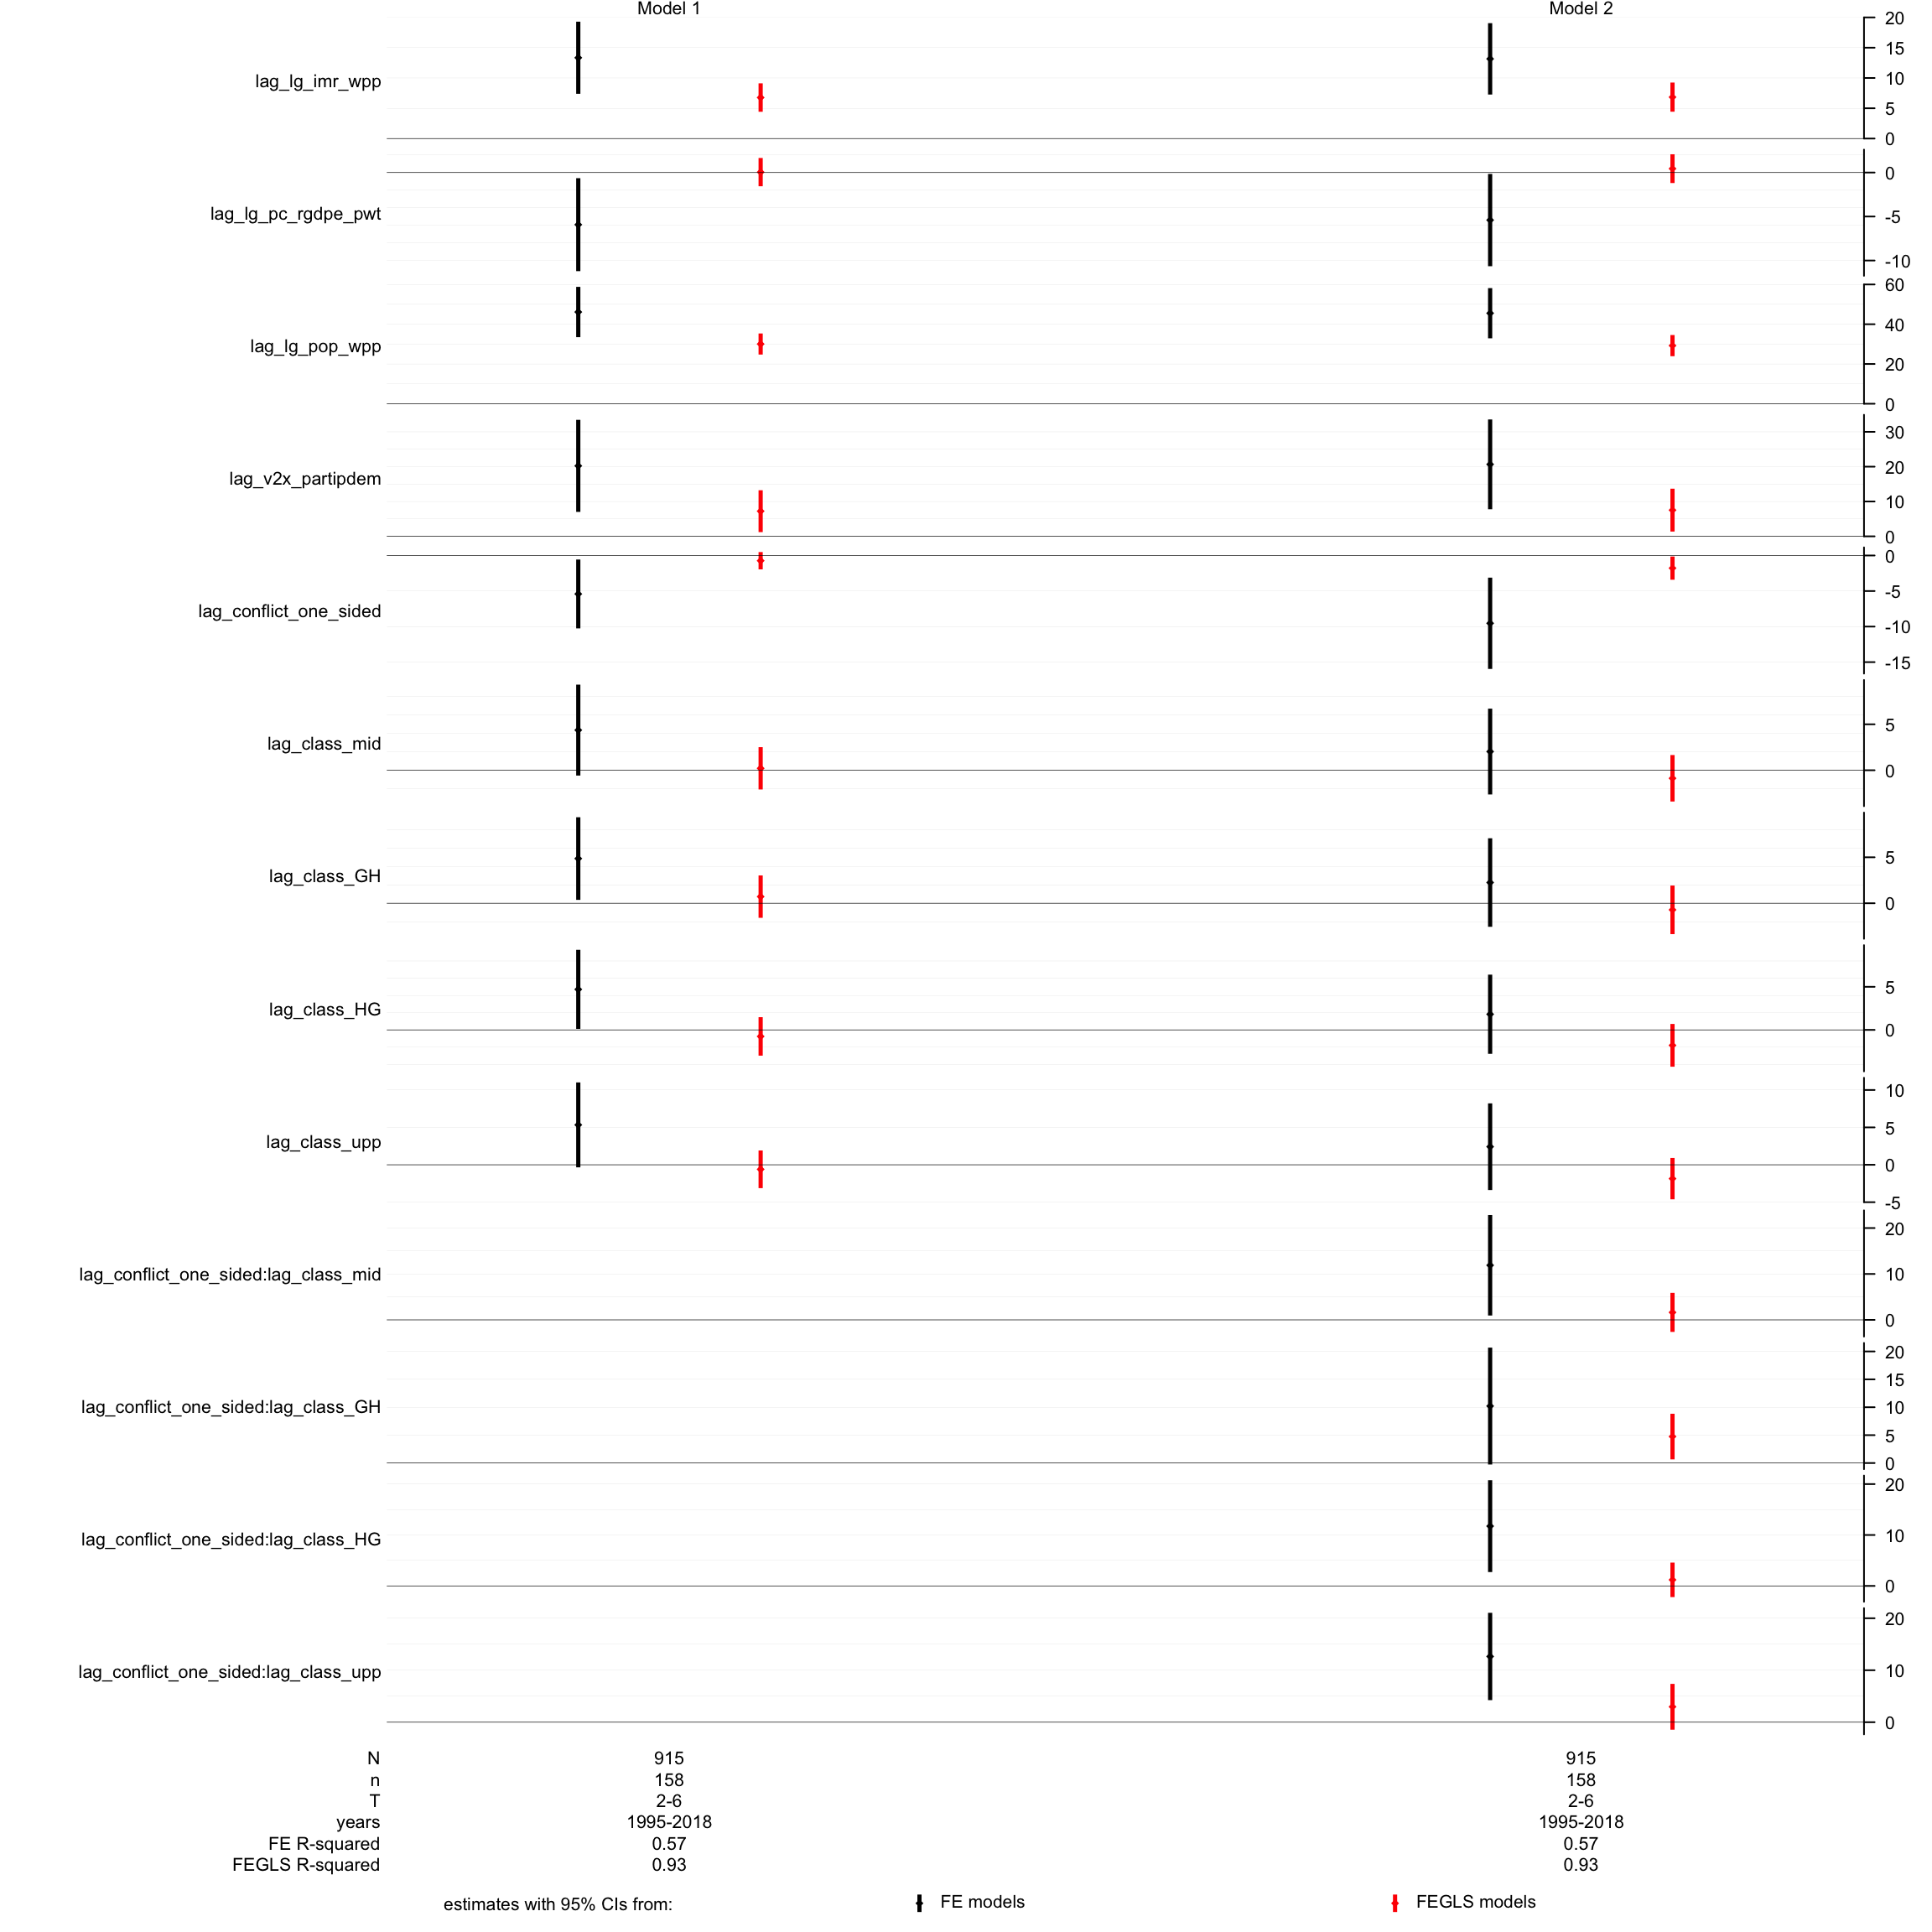 Model 1 Model 2
20
15
10
lag_lg_imr_wpp
5
0
0
lag_lg_pc_rgdpe_pwt
-5
-10
60
40
lag_lg_pop_wpp
20
0
30
20
lag_v2x_partipdem
10
0
0
-5
lag_conflict_one_sided
-10
-15
5
lag_class_mid
0
5
lag_class_GH
0
5
lag_class_HG
0
10
5
lag_class_upp
0
-5
20
lag_conflict_one_sided:lag_class_mid 10
0
20
15
lag_conflict_one_sided:lag_class_GH 10
5
0
20
lag_conflict_one_sided:lag_class_HG 10
0
20
lag_conflict_one_sided:lag_class_upp 10
0
N 915 915
n 158 158
T 2-6 2-6
years 1995-2018 1995-2018
FE R-squared 0.57 0.57
FEGLS R-squared 0.93 0.93
estimates with 95% CIs from: FE models FEGLS models